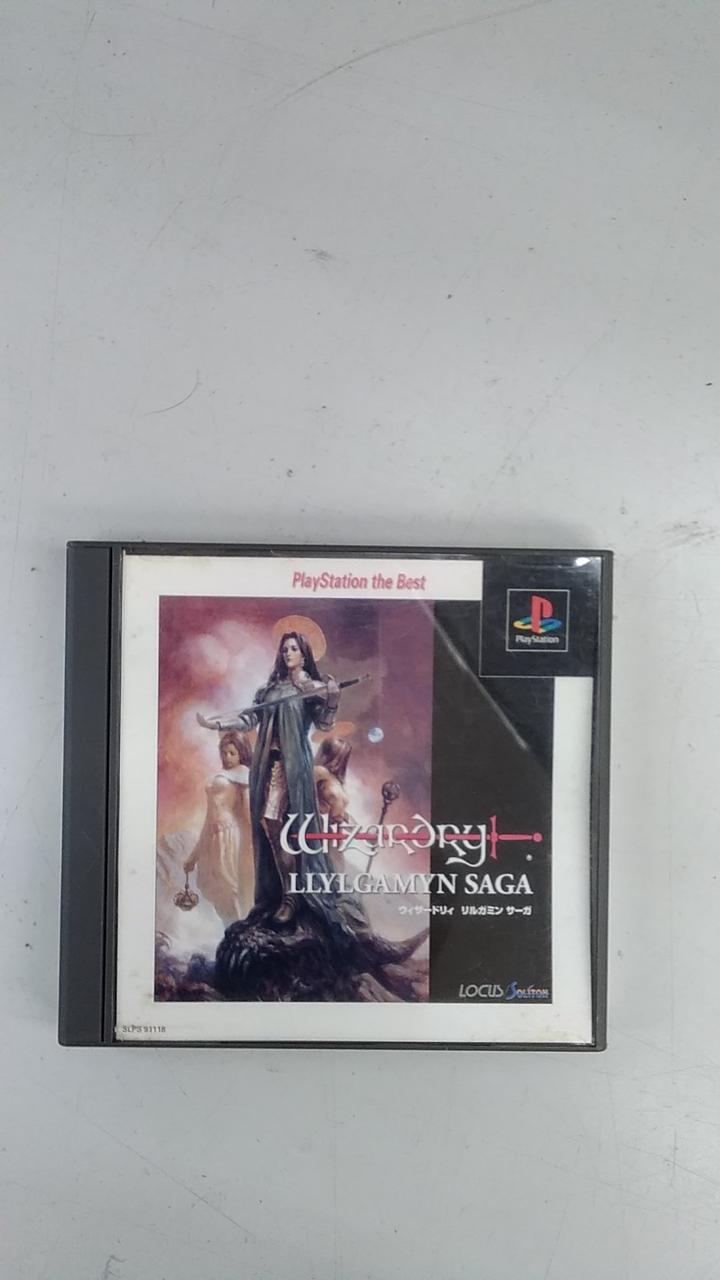 PlayStation the Best
PlayStation
Wizardry
LLYLGAMYN SAGA
ウィザードリィ リルガミン サーガ
LOCUS SOLITON
SLPS 91118